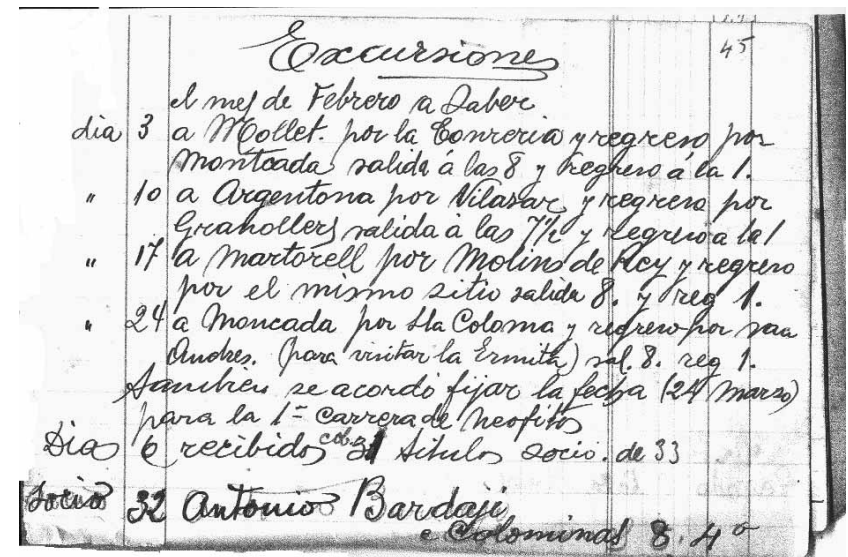 45
Excursiones
el mes de Febrero a Saber
dia 3 a Mollet. por la Conreria y regreso por
Montcada salida á las 8 y regreso á la 1.
" 10 a Argentona por Vilasar y regreso por
Granollers salida à las 7½ y regreso a la 1
" 17 a Martorell por Molins de Rey y regreso
por el mismo sitio salida 8. y reg 1.
" 24 a Moncada por Sta Coloma y regreso por san
Andres. (para visitar la Ermita) sal. 8. reg 1.
tambien se acordó fijar la fecha (24 Marzo)
para la 1ª Carrera de neofitos
Dia 6 recibidos 31 titulos socio. de 33
Socio 32 Antonio Bardaji
Colominas 8. 4º